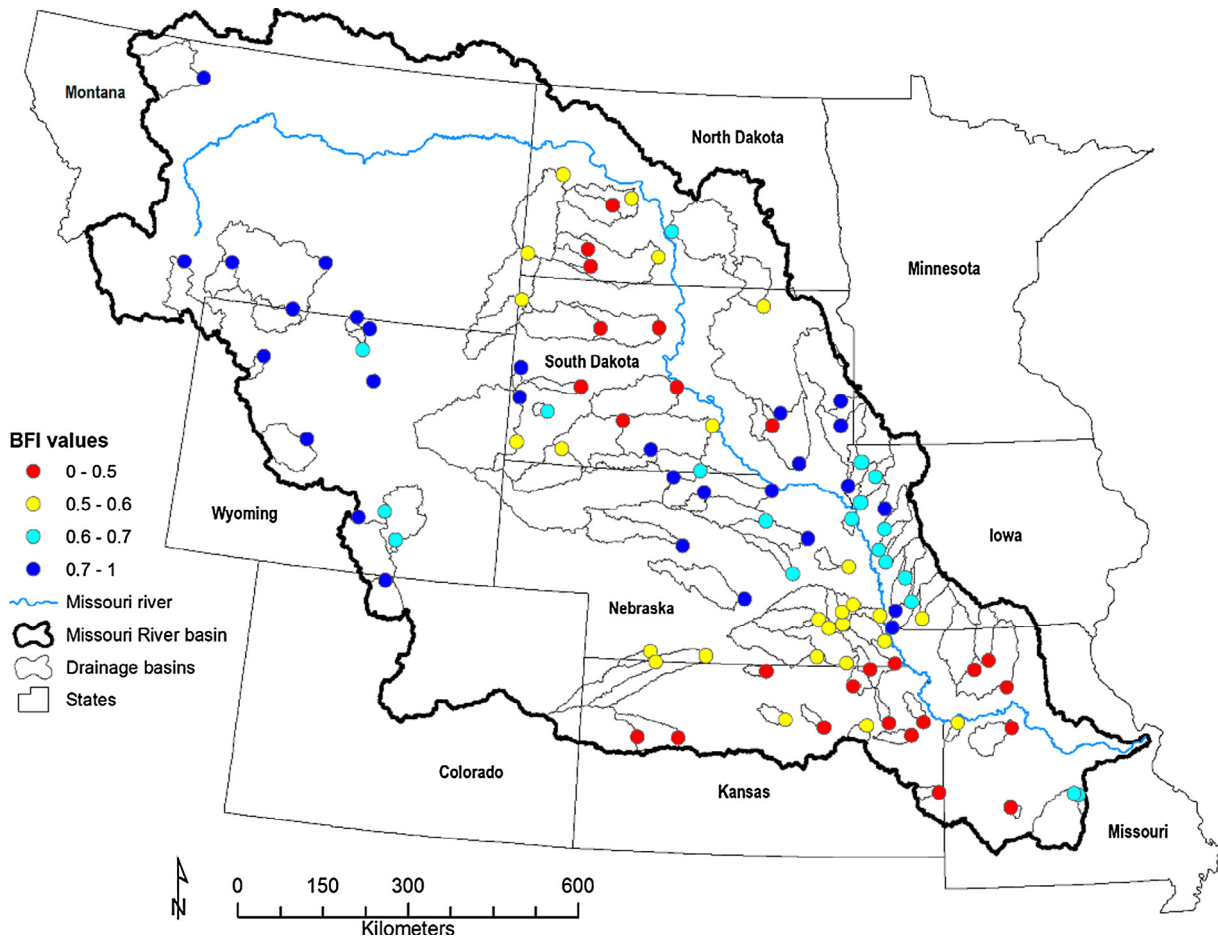 Montana
North Dakota
Minnesota
South Dakota
BFI values
0 - 0.5
0.5 - 0.6
0.6 - 0.7
0.7 - 1
Missouri river
Missouri River basin
Drainage basins
States
Wyoming
Iowa
Nebraska
Colorado
Kansas
Missouri
N
0 150 300 600
Kilometers